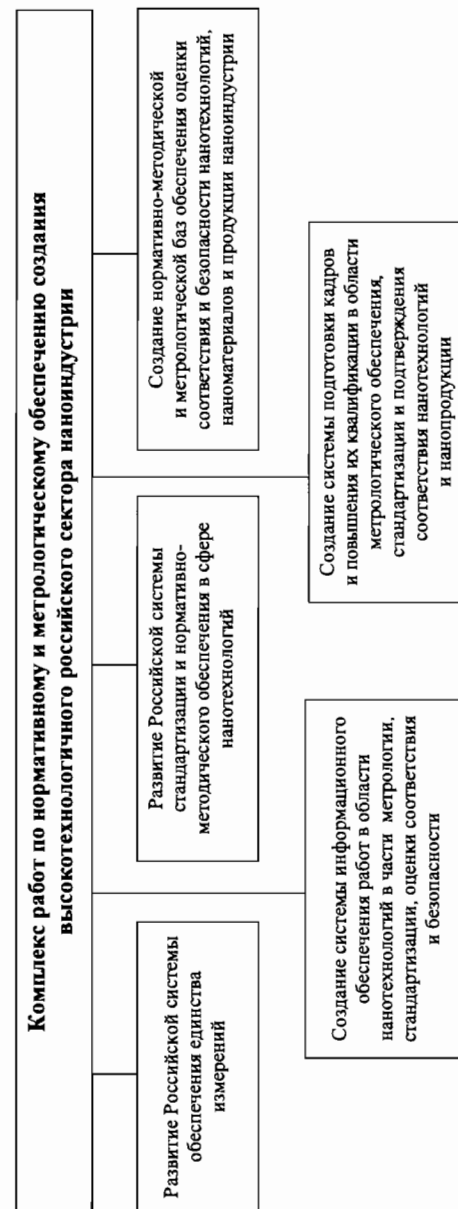 Комплекс работ по нормативному и метрологическому обеспечению создания
высокотехнологичного российского сектора наноиндустрии
Развитие Российской системы
обеспечения единства
измерений
Развитие Российской системы
стандартизации и нормативно-
методического обеспечения в сфере
нанотехнологий
Создание нормативно-методической
и метрологической баз обеспечения оценки
соответствия и безопасности нанотехнологий,
наноматериалов и продукции наноиндустрии
Создание системы информационного
обеспечения работ в области
нанотехнологий в части метрологии,
стандартизации, оценки соответствия
и безопасности
Создание системы подготовки кадров
и повышения их квалификации в области
метрологического обеспечения,
стандартизации и подтверждения
соответствия нанотехнологий
и нанопродукции